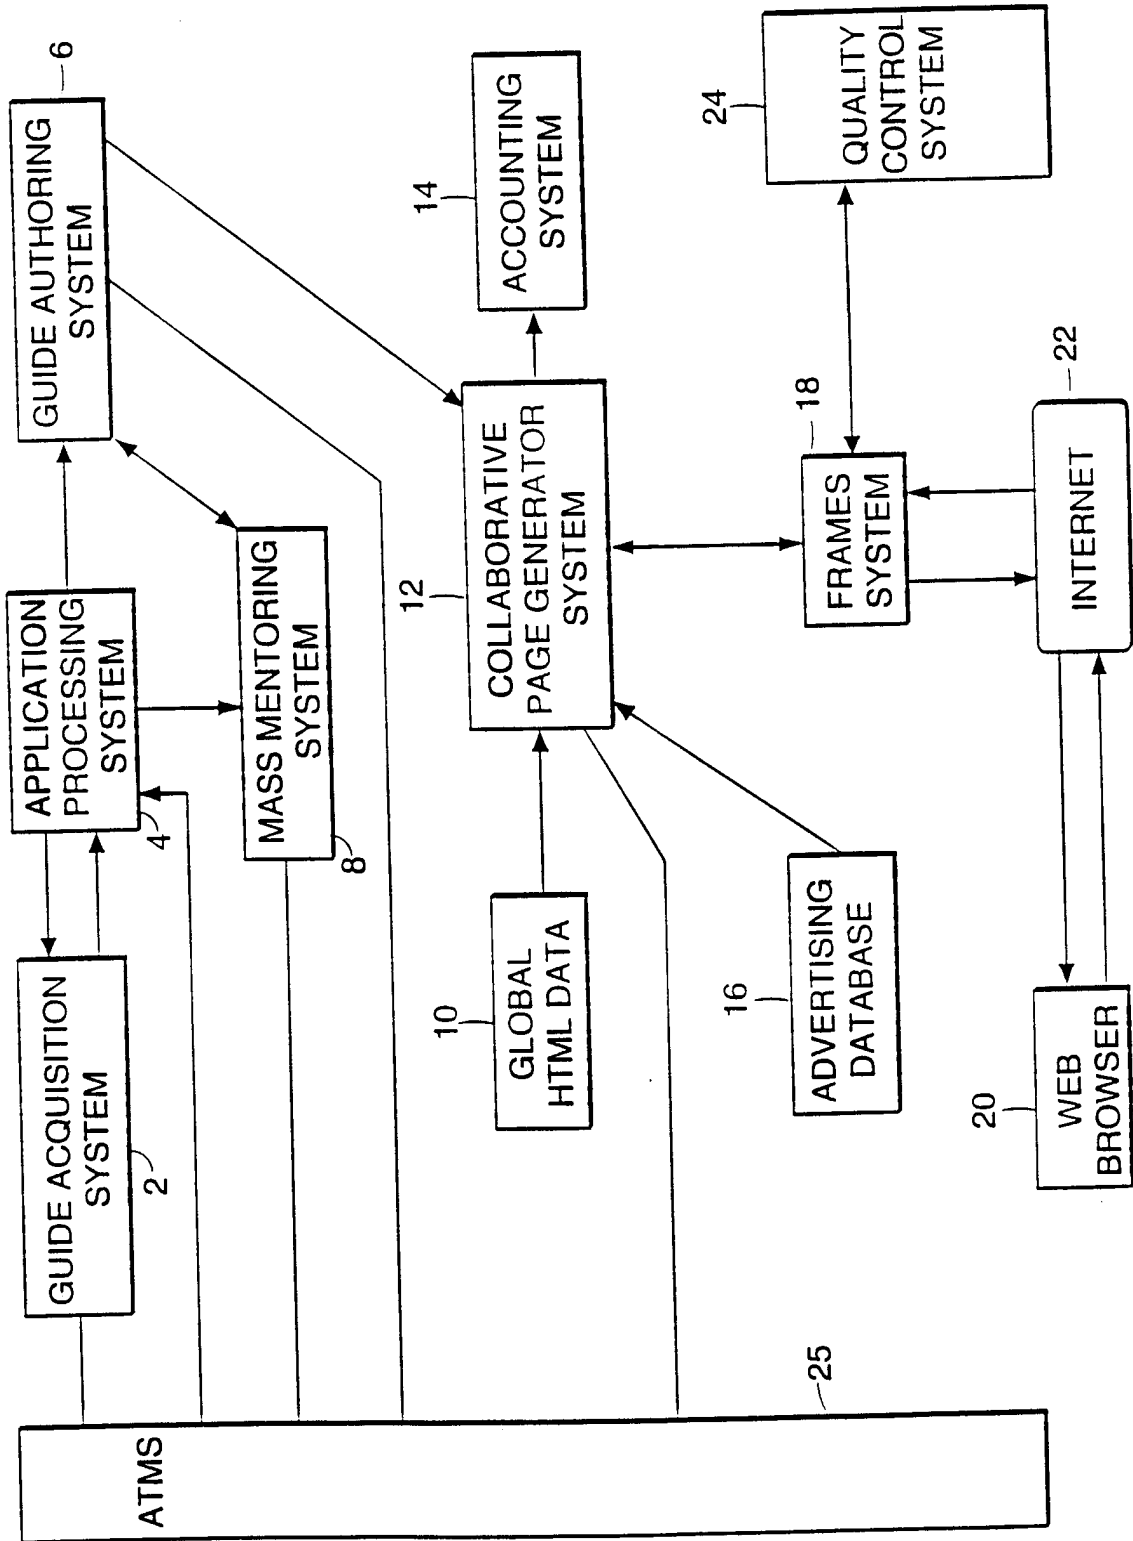 ATMS
25
GUIDE ACQUISITION
SYSTEM
2
APPLICATION
PROCESSING
SYSTEM
4
GUIDE AUTHORING
SYSTEM
6
MASS MENTORING
SYSTEM
8
GLOBAL
HTML DATA
10
COLLABORATIVE
PAGE GENERATOR
SYSTEM
12
ACCOUNTING
SYSTEM
14
ADVERTISING
DATABASE
16
FRAMES
SYSTEM
18
QUALITY
CONTROL
SYSTEM
24
WEB
BROWSER
20
INTERNET
22